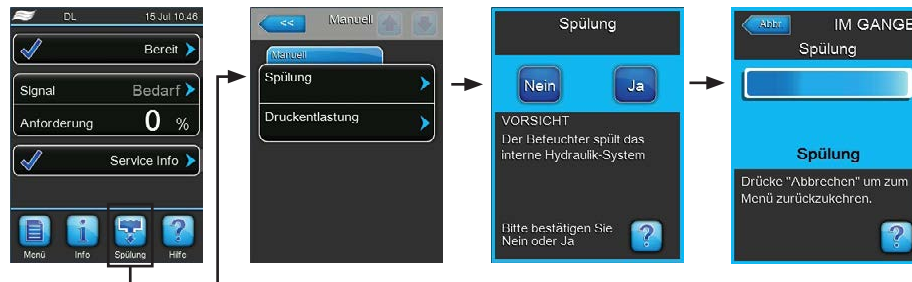 DL 15 Jul 10.46
Bereit
Signal Bedarf
Anforderung 0 %
Service Info
Menü Info Spülung Hilfe
<< Manuell
Manuell
Spülung
Druckentlastung
Spülung
Nein Ja
VORSICHT
Der Befeuchter spült das
interne Hydraulik-System
Bitte bestätigen Sie
Nein oder Ja
?
Abbr IM GANGE
Spülung
Spülung
Drücke "Abbrechen" um zum
Menü zurückzukehren.
?